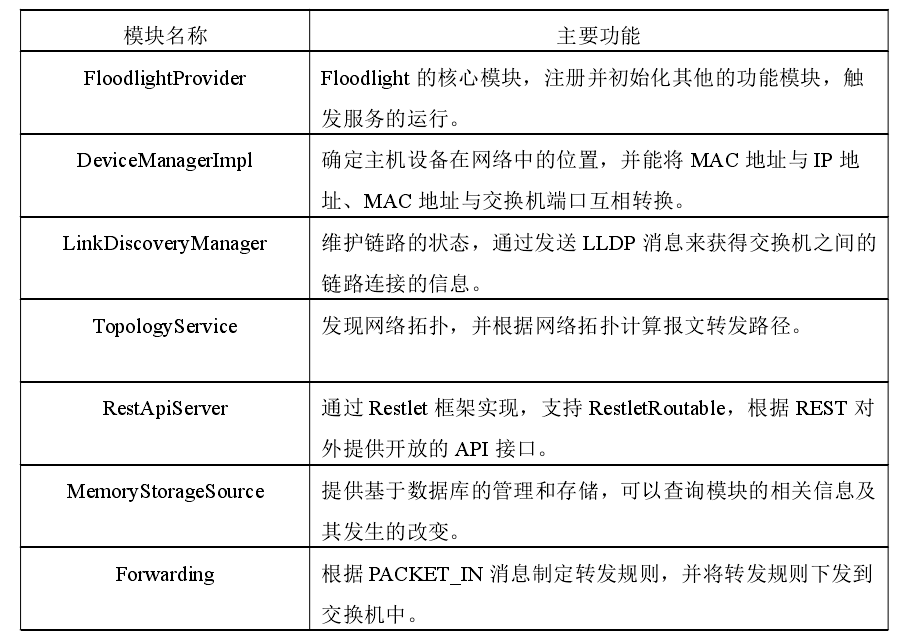 模块名称 主要功能
FloodlightProvider Floodlight 的核心模块，注册并初始化其他的功能模块，触
发服务的运行。
DeviceManagerImpl 确定主机设备在网络中的位置，并能将 MAC 地址与 IP 地
址、MAC 地址与交换机端口互相转换。
LinkDiscoveryManager 维护链路的状态，通过发送 LLDP 消息来获得交换机之间的
链路连接的信息。
TopologyService 发现网络拓扑，并根据网络拓扑计算报文转发路径。
RestApiServer 通过 Restlet 框架实现，支持 RestletRoutable，根据 REST 对
外提供开放的 API 接口。
MemoryStorageSource 提供基于数据库的管理和存储，可以查询模块的相关信息及
其发生的改变。
Forwarding 根据 PACKET_IN 消息制定转发规则，并将转发规则下发到
交换机中。